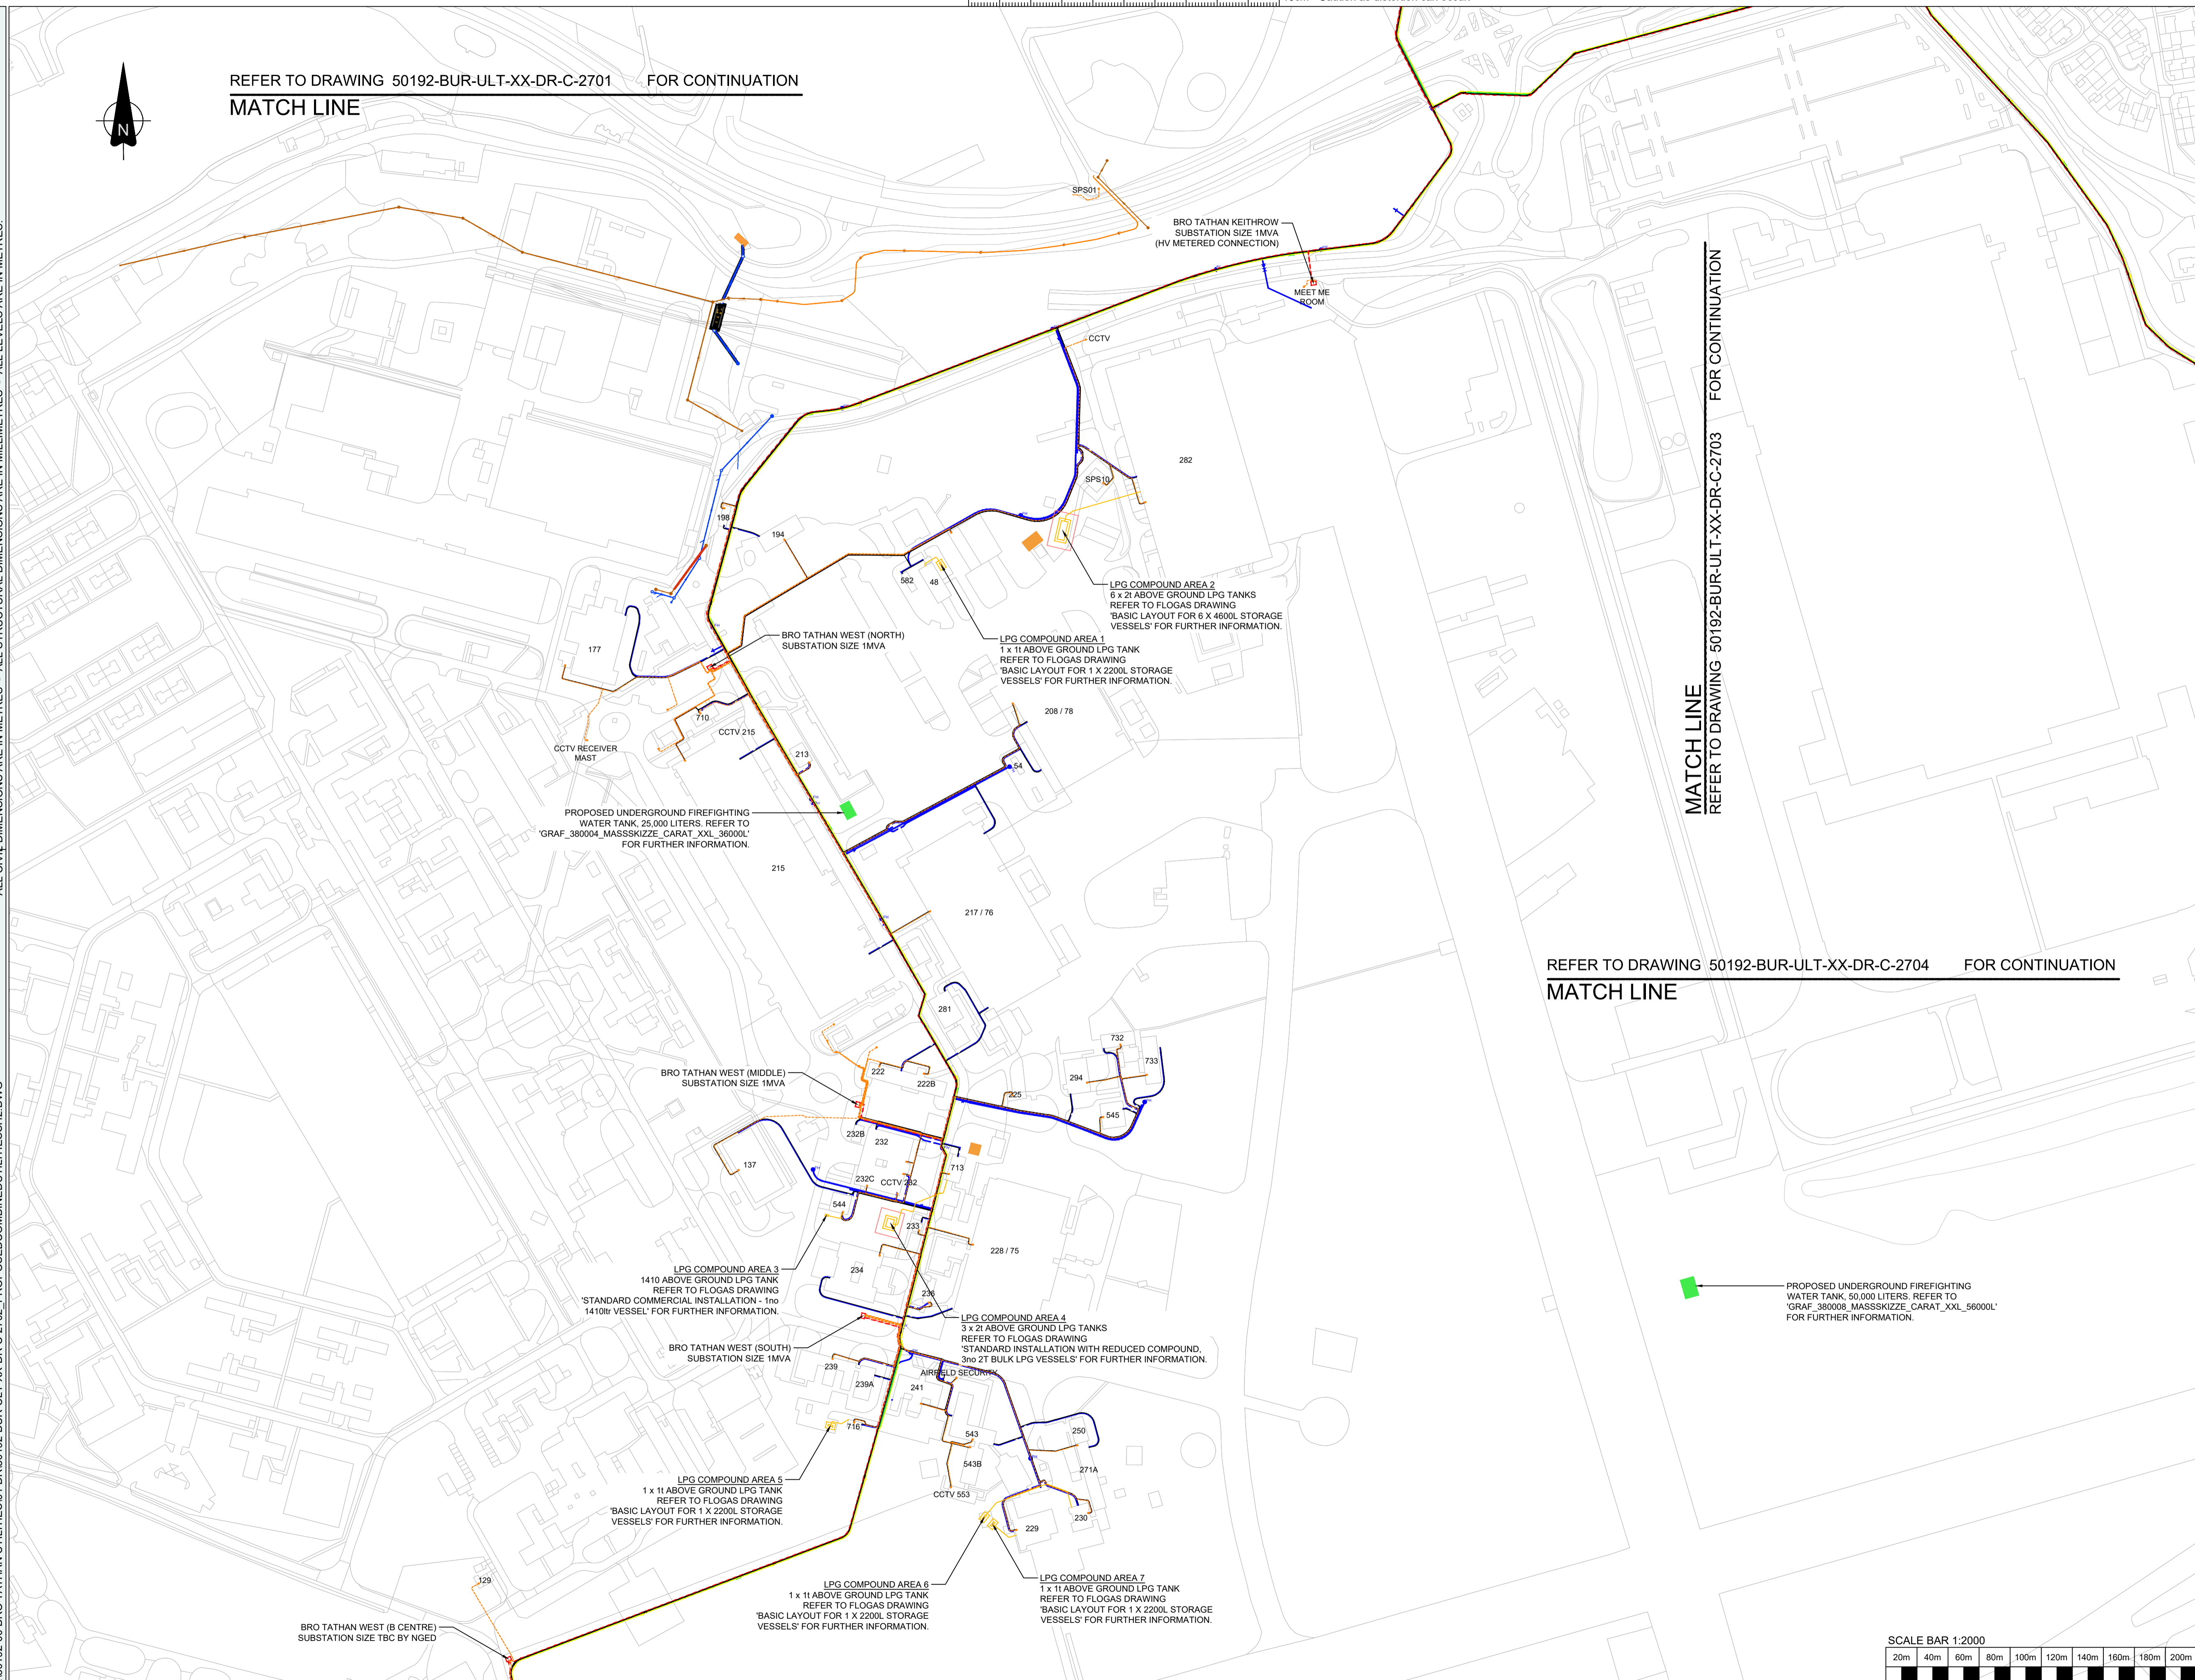 REFER TO DRAWING 50192-BUR-ULT-XX-DR-C-2701 FOR CONTINUATION
MATCH LINE
N
SPS01
BRO TATHAN KEITHROW
SUBSTATION SIZE 1MVA
(HV METERED CONNECTION)
MEET ME
ROOM
CCTV
282
SPS10
198
194
582
48
LPG COMPOUND AREA 2
6 x 2t ABOVE GROUND LPG TANKS
REFER TO FLOGAS DRAWING
'BASIC LAYOUT FOR 6 X 4600L STORAGE
VESSELS' FOR FURTHER INFORMATION.
BRO TATHAN WEST (NORTH)
SUBSTATION SIZE 1MVA
LPG COMPOUND AREA 1
1 x 1t ABOVE GROUND LPG TANK
REFER TO FLOGAS DRAWING
'BASIC LAYOUT FOR 1 X 2200L STORAGE
VESSELS' FOR FURTHER INFORMATION.
177
710
208 / 78
CCTV 215
CCTV RECEIVER
MAST
213
54
PROPOSED UNDERGROUND FIREFIGHTING
WATER TANK, 25,000 LITERS. REFER TO
'GRAF_380004_MASSSKIZZE_CARAT_XXL_36000L'
FOR FURTHER INFORMATION.
215
217 / 76
MATCH LINE
REFER TO DRAWING 50192-BUR-ULT-XX-DR-C-2703 FOR CONTINUATION
REFER TO DRAWING 50192-BUR-ULT-XX-DR-C-2704 FOR CONTINUATION
MATCH LINE
281
732
733
294
222
222B
225
545
BRO TATHAN WEST (MIDDLE)
SUBSTATION SIZE 1MVA
232B
232
137
713
232C
CCTV 232
544
233
228 / 75
LPG COMPOUND AREA 3
1410 ABOVE GROUND LPG TANK
REFER TO FLOGAS DRAWING
'STANDARD COMMERCIAL INSTALLATION - 1no
1410ltr VESSEL' FOR FURTHER INFORMATION.
234
236
LPG COMPOUND AREA 4
3 x 2t ABOVE GROUND LPG TANKS
REFER TO FLOGAS DRAWING
'STANDARD INSTALLATION WITH REDUCED COMPOUND,
3no 2T BULK LPG VESSELS' FOR FURTHER INFORMATION.
PROPOSED UNDERGROUND FIREFIGHTING
WATER TANK, 50,000 LITERS. REFER TO
'GRAF_380008_MASSSKIZZE_CARAT_XXL_56000L'
FOR FURTHER INFORMATION.
BRO TATHAN WEST (SOUTH)
SUBSTATION SIZE 1MVA
239
239A
AIRFIELD SECURITY
241
716
543
250
543B
271A
CCTV 553
229
230
LPG COMPOUND AREA 5
1 x 1t ABOVE GROUND LPG TANK
REFER TO FLOGAS DRAWING
'BASIC LAYOUT FOR 1 X 2200L STORAGE
VESSELS' FOR FURTHER INFORMATION.
129
LPG COMPOUND AREA 6
1 x 1t ABOVE GROUND LPG TANK
REFER TO FLOGAS DRAWING
'BASIC LAYOUT FOR 1 X 2200L STORAGE
VESSELS' FOR FURTHER INFORMATION.
LPG COMPOUND AREA 7
1 x 1t ABOVE GROUND LPG TANK
REFER TO FLOGAS DRAWING
'BASIC LAYOUT FOR 1 X 2200L STORAGE
VESSELS' FOR FURTHER INFORMATION.
BRO TATHAN WEST (B CENTRE)
SUBSTATION SIZE TBC BY NGED
SCALE BAR 1:2000
20m 40m 60m 80m 100m 120m 140m 160m 180m 200m